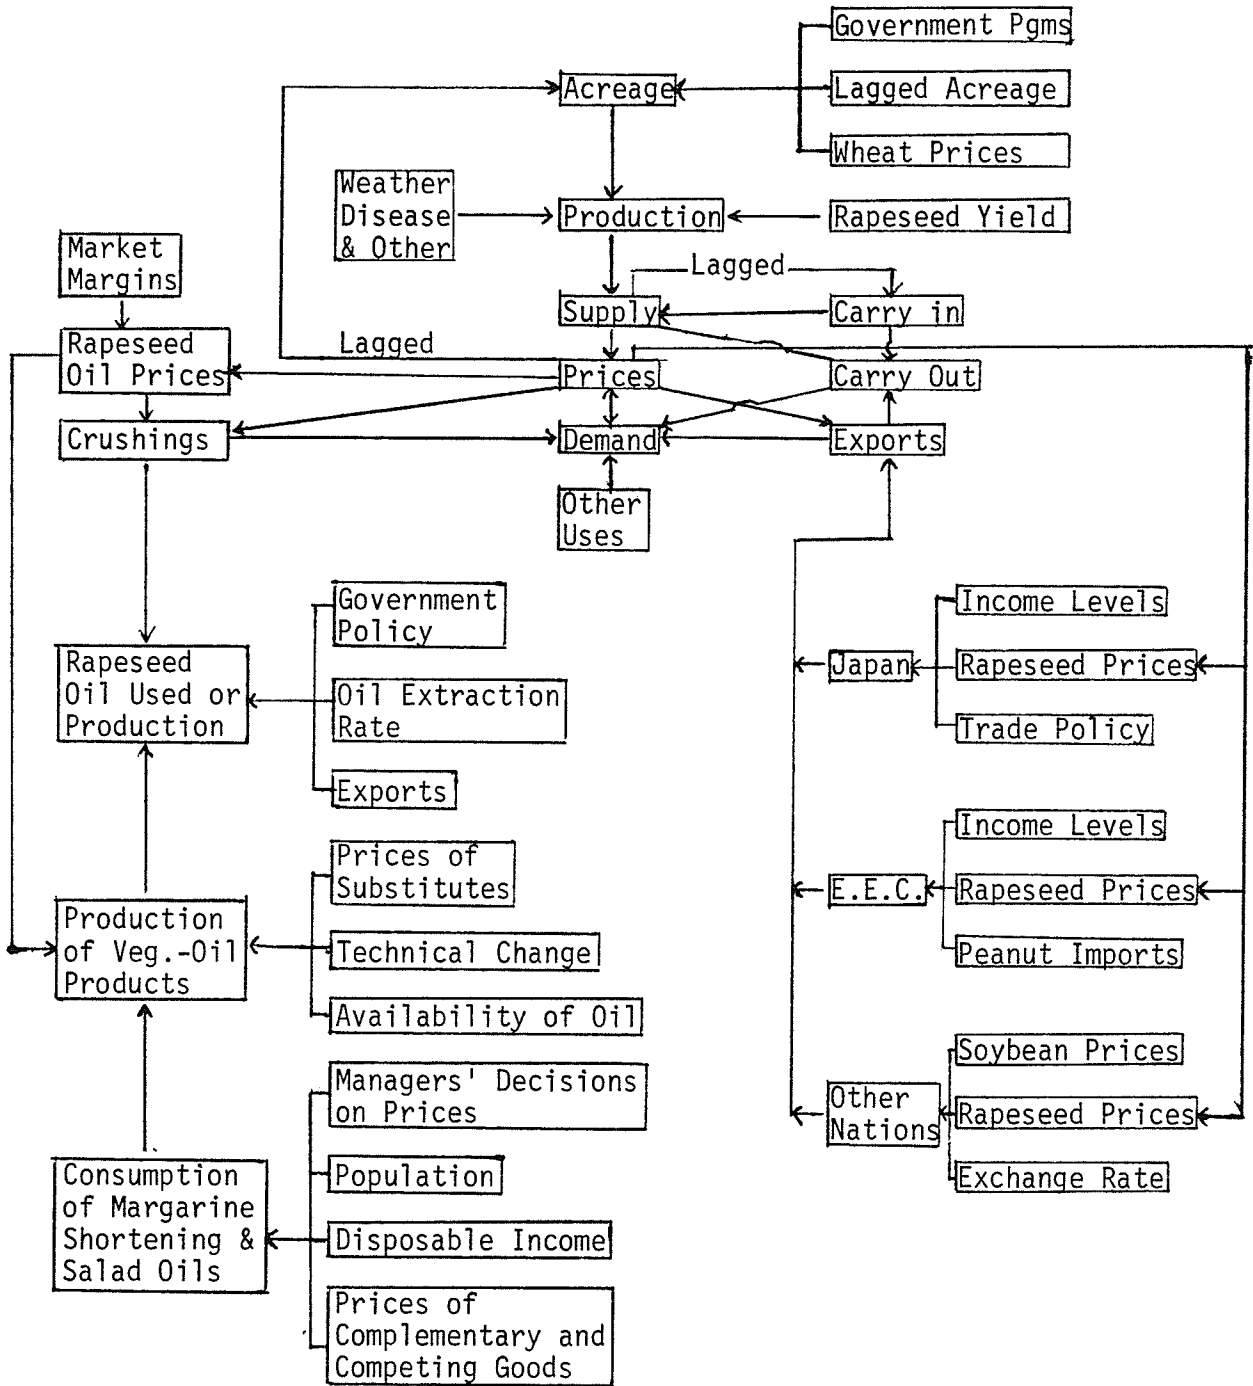 Government Pgms
Acreage
Lagged Acreage
Wheat Prices
Weather
Disease
& Other
Production
Rapeseed Yield
Market
Margins
Lagged
Supply
Carry in
Rapeseed
Oil Prices
Lagged
Prices
Carry Out
Crushings
Demand
Exports
Other
Uses
Government
Policy
Rapeseed
Oil Used or
Production
Oil Extraction
Rate
Exports
Income Levels
Japan
Rapeseed Prices
Trade Policy
Prices of
Substitutes
Production
of Veg.-Oil
Products
Technical Change
Availability of Oil
Income Levels
E.E.C.
Rapeseed Prices
Peanut Imports
Managers' Decisions
on Prices
Population
Consumption
of Margarine
Shortening &
Salad Oils
Disposable Income
Prices of
Complementary and
Competing Goods
Soybean Prices
Other
Nations
Rapeseed Prices
Exchange Rate